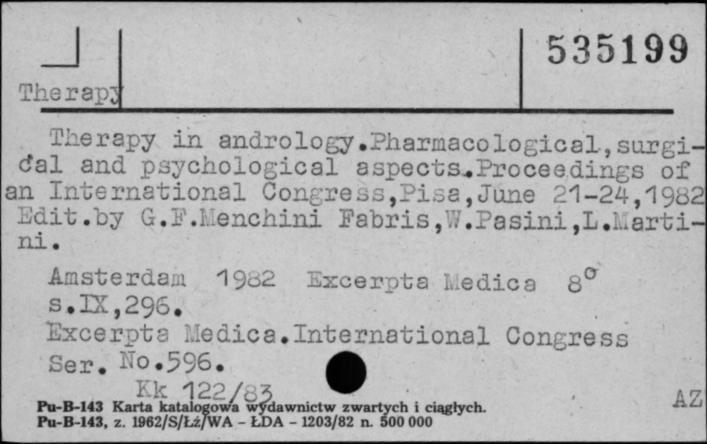 535199
Therapy
Therapy in andrology.Pharmacological,surgi-
cal and psychological aspects.Proceedings of
an International Congress,Pisa,June 21-24,1982
Edit.by G.F.Menchini Fabris,W.Pasini,L.Marti-
ni.
Amsterdam 1982 Excerpta Medica 8°
s.IX,296.
Excerpta Medica.International Congress
Ser. No.596.
Kk 122/83
AZ
Pu-B-143 Karta katalogowa wydawnictw zwartych i ciągłych.
Pu-B-143, z. 1962/S/Łż/WA – ŁDA – 1203/82 n. 500 000